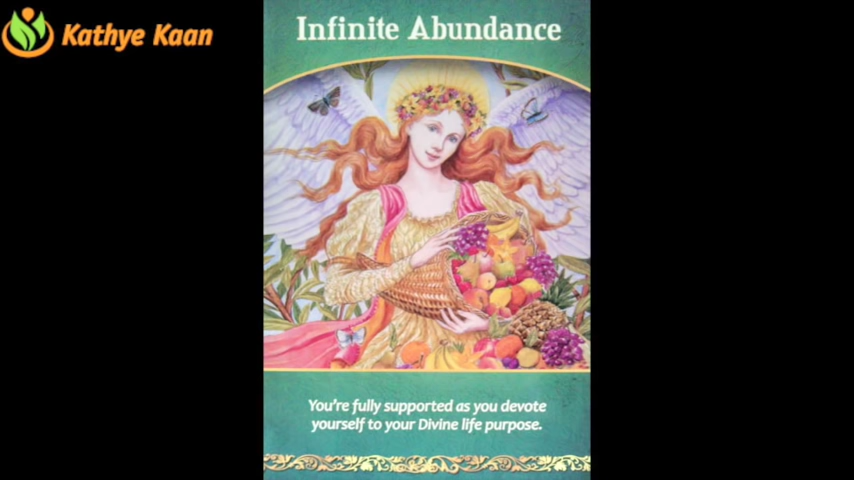 Kathye Kaan
Infinite Abundance
You're fully supported as you devote
yourself to your Divine life purpose.